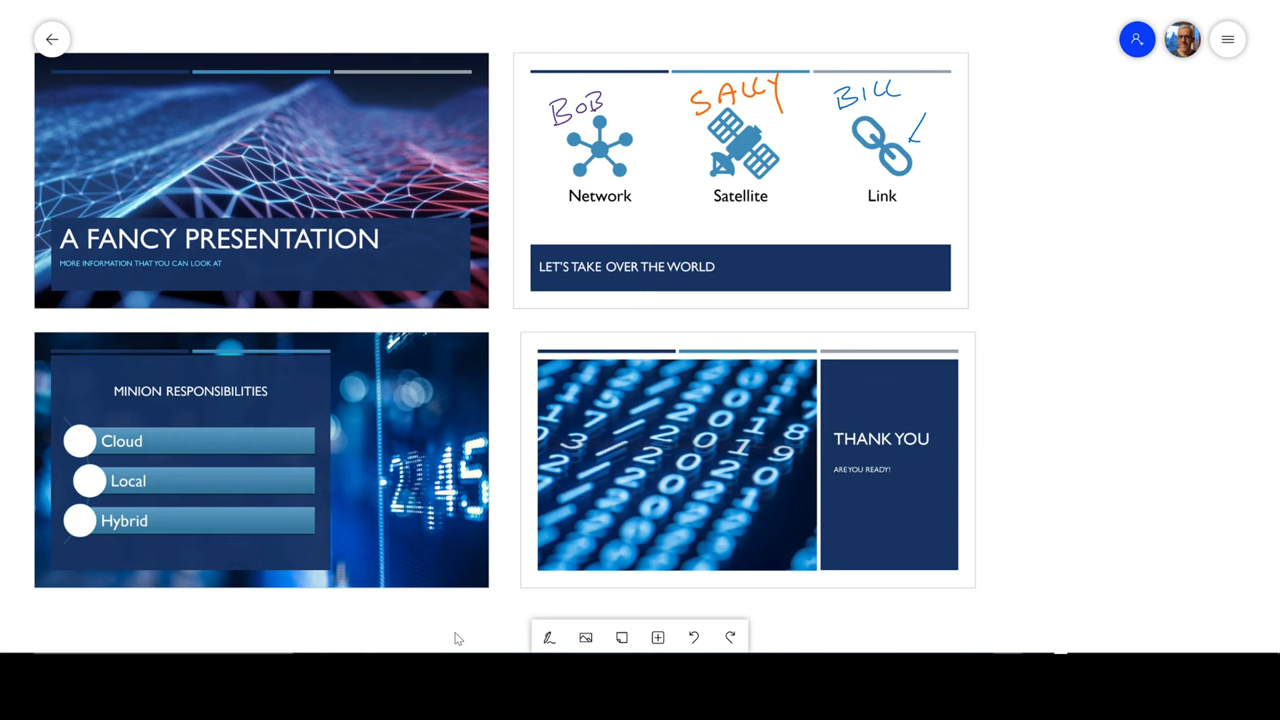 A FANCY PRESENTATION
MORE INFORMATION THAT YOU CAN LOOK AT
BOB
SALLY
BILL
Network
Satellite
Link
LET'S TAKE OVER THE WORLD
MINION RESPONSIBILITIES
Cloud
Local
Hybrid
THANK YOU
ARE YOU READY!